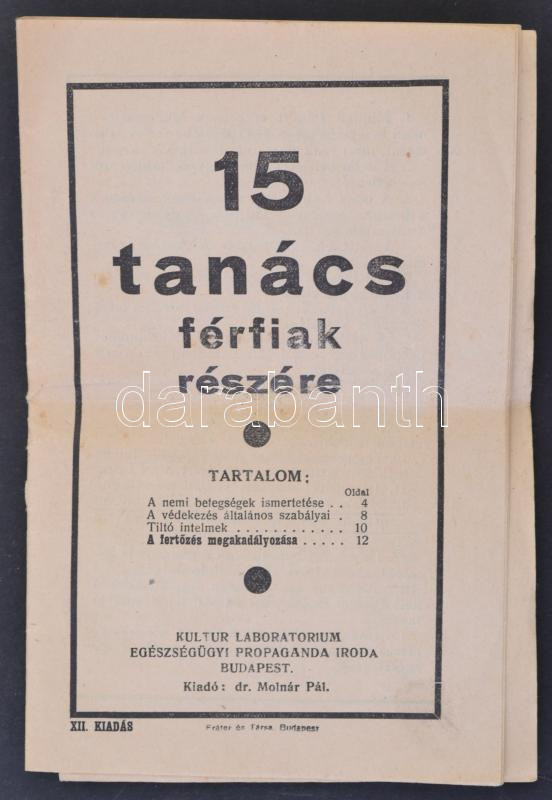 15
tanács
férfiak
részére
darabanth
TARTALOM:
Oldal
A nemi betegségek ismertetése . . 4
A védekezés általános szabályai . 8
Tiltó intelmek . . . . . . . . . . . . 10
A fertőzés megakadályozása . . . . . 12
KULTUR LABORATORIUM
EGÉSZSÉGÜGYI PROPAGANDA IRODA
BUDAPEST.
Kiadó: dr. Molnár Pál.
XII. KIADÁS
Fráter és Társa, Budapest